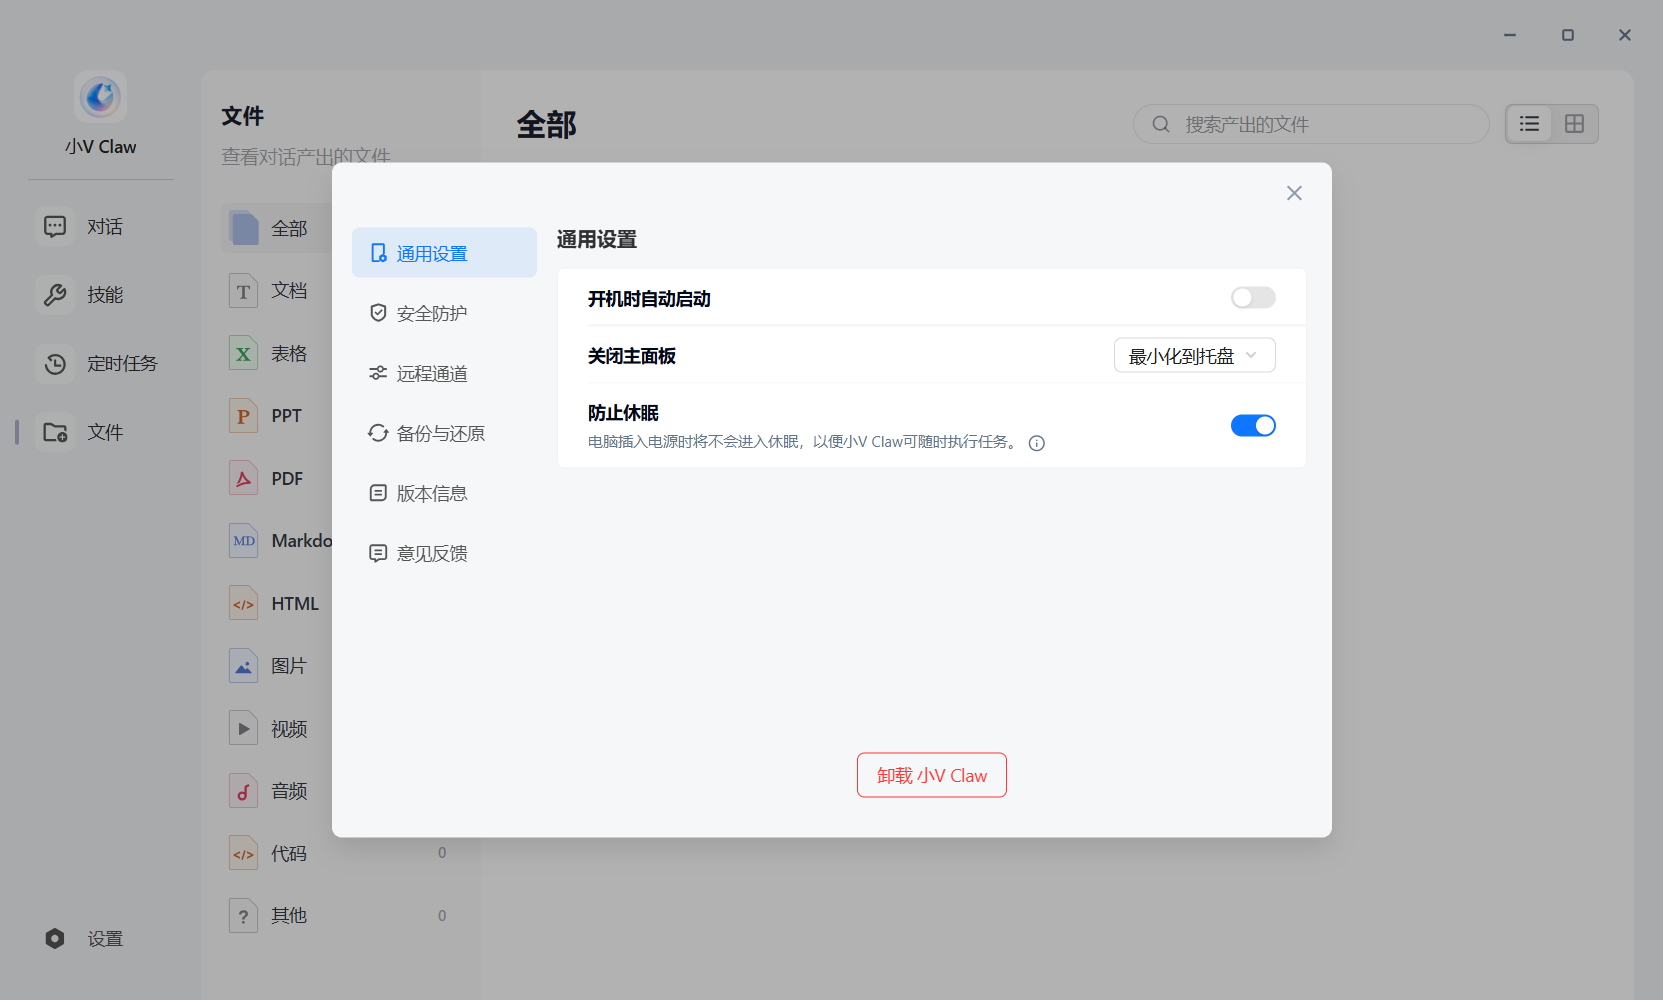 小V Claw
对话
技能
定时任务
文件
设置
文件
查看对话产出的文件
全部
文档
表格
PPT
PDF
Markdo
HTML
图片
视频
音频
代码
0
其他
0
全部
搜索产出的文件
通用设置
安全防护
远程通道
备份与还原
版本信息
意见反馈
通用设置
开机时自动启动
关闭主面板
最小化到托盘
防止休眠
电脑插入电源时将不会进入休眠，以便小V Claw可随时执行任务。
卸载 小V Claw